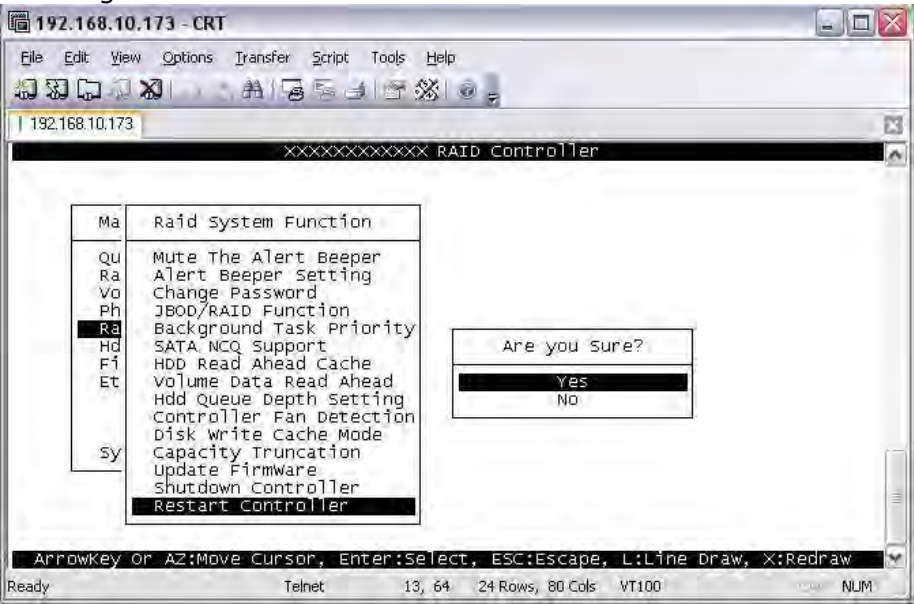 192.168.10.173 - CRT
File Edit View Options Transfer Script Tools Help
192.168.10.173
XXXXXXXXXXXX RAID Controller
Ma
Qu
Ra
Vo
Ph
Ra
Hd
Fi
Et
Sy
Raid System Function
Mute The Alert Beeper
Alert Beeper Setting
Change Password
JBOD/RAID Function
Background Task Priority
SATA NCQ Support
HDD Read Ahead Cache
Volume Data Read Ahead
Hdd Queue Depth Setting
Controller Fan Detection
Disk Write Cache Mode
Capacity Truncation
Update Firmware
Shutdown Controller
Restart Controller
Are you Sure?
Yes
No
ArrowKey Or AZ:Move Cursor, Enter:Select, ESC:Escape, L:Line Draw, X:Redraw
Ready Telnet 13, 64 24 Rows, 80 Cols VT100 NUM